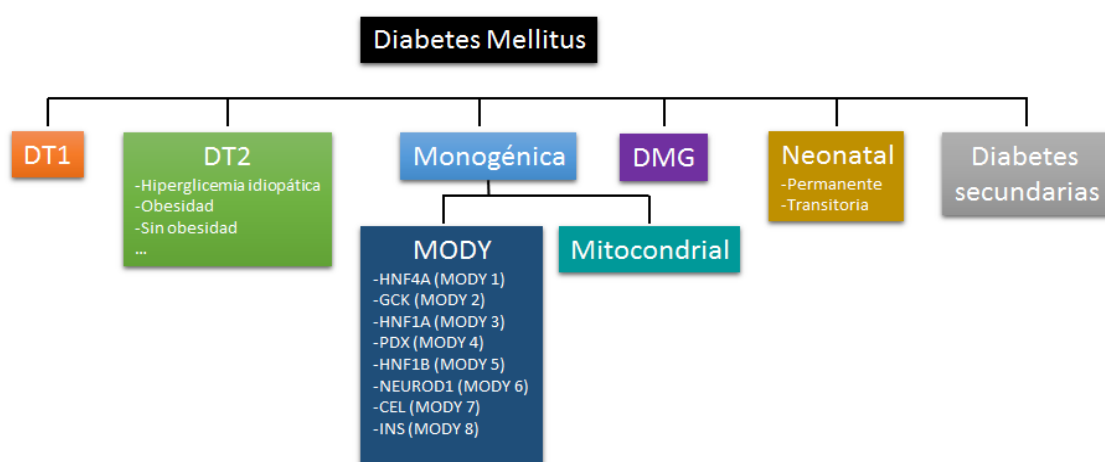 Diabetes Mellitus
DT1
DT2
-Hiperglicemia idiopática
-Obesidad
-Sin obesidad
...
Monogénica
DMG
Neonatal
-Permanente
-Transitoria
Diabetes
secundarias
MODY
-HNF4A (MODY 1)
-GCK (MODY 2)
-HNF1A (MODY 3)
-PDX (MODY 4)
-HNF1B (MODY 5)
-NEUROD1 (MODY 6)
-CEL (MODY 7)
-INS (MODY 8)
Mitocondrial